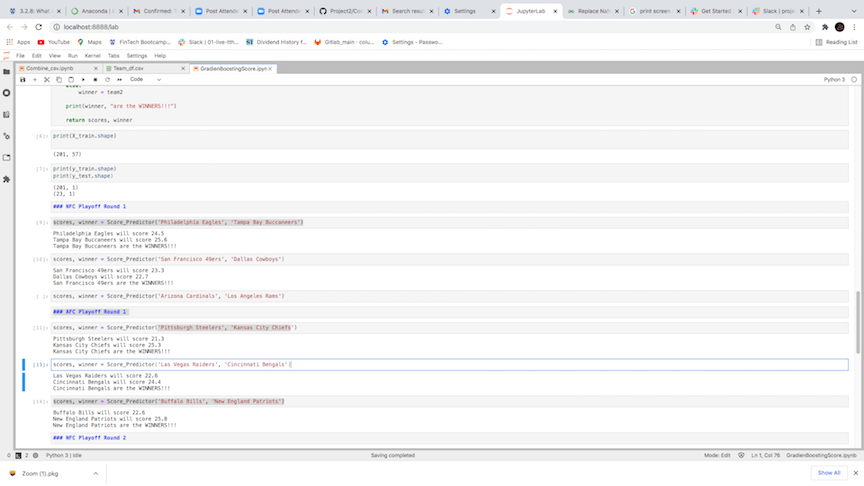 3.2.8: What
Anaconda | I
Confirmed: T
Post Attende
Post Attende
Project2/Con
Search result
Settings
JupyterLab
Replace NaN
print screen
Get Started
Slack | projec
localhost:8888/lab
Apps YouTube Maps FinTech Bootcamp... Slack | 01-live-fth... Dividend History f... Gitlab_main - colu... Settings - Passwo... Reading List
File Edit View Run Kernel Tabs Settings Help
Combine_csv.ipynb Team_df.csv GradienBoostingScore.ipyn
Code Python 3
else:
winner = team2
print(winner, "are the WINNERS!!!")
return scores, winner
print(X_train.shape)
(201, 57)
[7]: print(y_train.shape)
print(y_test.shape)
(201, 1)
(23, 1)
### NFC Playoff Round 1
[9]: scores, winner = Score_Predictor('Philadelphia Eagles', 'Tampa Bay Buccaneers')
Philadelphia Eagles will score 24.5
Tampa Bay Buccaneers will score 25.6
Tampa Bay Buccaneers are the WINNERS!!!
[10]: scores, winner = Score_Predictor('San Francisco 49ers', 'Dallas Cowboys')
San Francisco 49ers will score 23.3
Dallas Cowboys will score 22.7
San Francisco 49ers are the WINNERS!!!
[ ]: scores, winner = Score_Predictor('Arizona Cardinals', 'Los Angeles Rams')
### AFC Playoff Round 1
[11]: scores, winner = Score_Predictor('Pittsburgh Steelers', 'Kansas City Chiefs')
Pittsburgh Steelers will score 21.3
Kansas City Chiefs will score 25.3
Kansas City Chiefs are the WINNERS!!!
scores, winner = Score_Predictor('Las Vegas Raiders', 'Cincinnati Bengals')
Las Vegas Raiders will score 22.6
Cincinnati Bengals will score 24.4
Cincinnati Bengals are the WINNERS!!!
scores, winner = Score_Predictor('Buffalo Bills', 'New England Patriots')
Buffalo Bills will score 22.8
New England Patriots will score 25.8
New England Patriots are the WINNERS!!!
### NFC Playoff Round 2
0 2 Python 3 | Idle Saving completed Mode: Edit Ln 1, Col 76 GradienBoostingScore.ipynb
Zoom (1).pkg Show All